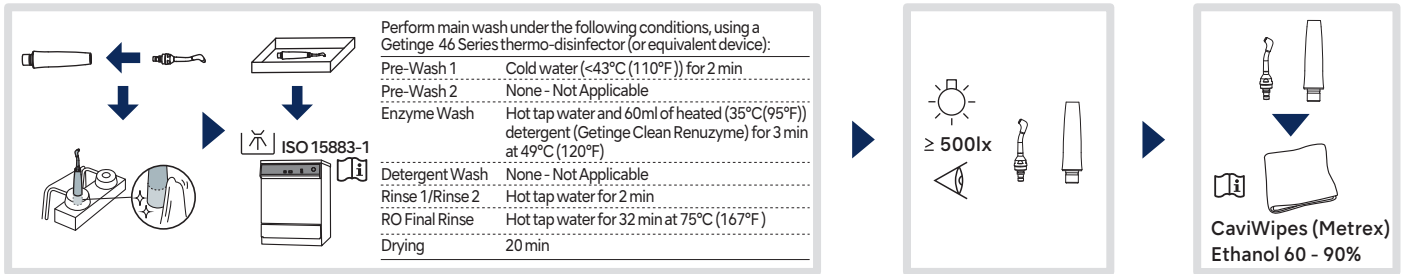 Perform main wash under the following conditions, using a
Getinge 46 Series thermo-disinfector (or equivalent device):
Pre-Wash 1 Cold water (<43°C (110°F)) for 2 min
Pre-Wash 2 None - Not Applicable
Enzyme Wash Hot tap water and 60ml of heated (35°C(95°F))
detergent (Getinge Clean Renuzyme) for 3 min
at 49°C (120°F)
Detergent Wash None - Not Applicable
Rinse 1/Rinse 2 Hot tap water for 2 min
RO Final Rinse Hot tap water for 32 min at 75°C (167°F)
Drying 20 min
ISO 15883-1
i
≥ 500lx
i
CaviWipes (Metrex)
Ethanol 60 - 90%